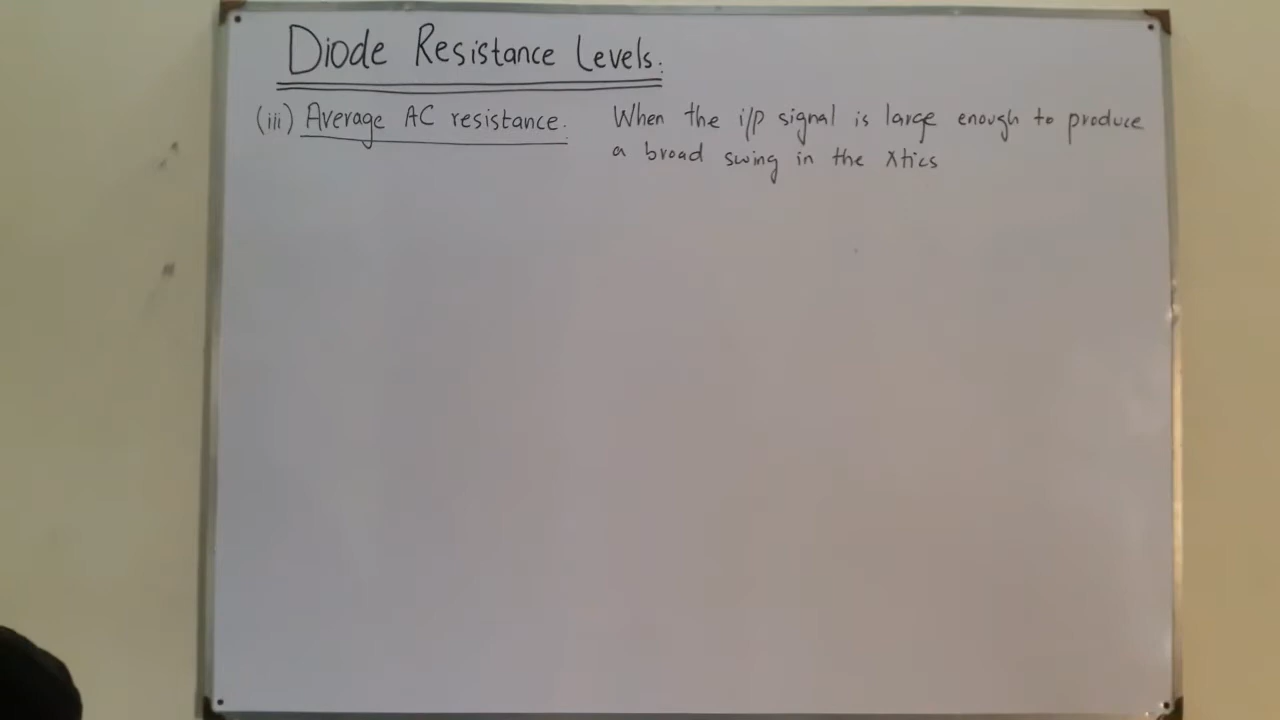 Diode Resistance Levels.
(iii) Average AC resistance. When the i/p signal is large enough to produce
a broad swing in the Xtics